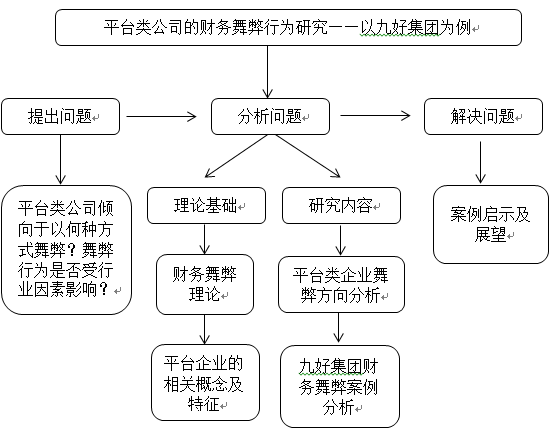 平台类公司的财务舞弊行为研究——以九好集团为例
提出问题
分析问题
解决问题
平台类公司倾
向于以何种方
式舞弊？舞弊
行为是否受行
业因素影响？
理论基础
研究内容
案例启示及
展望
财务舞弊
理论
平台类企业舞
弊方向分析
平台企业的
相关概念及
特征
九好集团财
务舞弊案例
分析